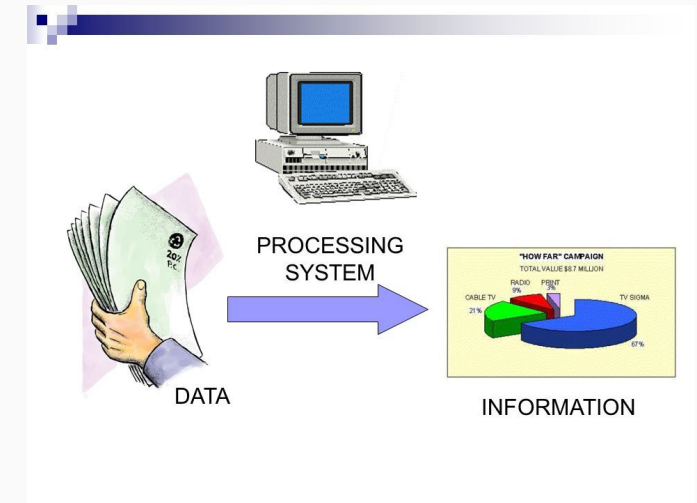 PROCESSING
SYSTEM
20%
P.C.
DATA
"HOW FAR" CAMPAIGN
TOTAL VALUE $8.7 MILLION
RADIO
9%
PRINT
3%
CABLE TV
21%
TV SIGMA
67%
INFORMATION